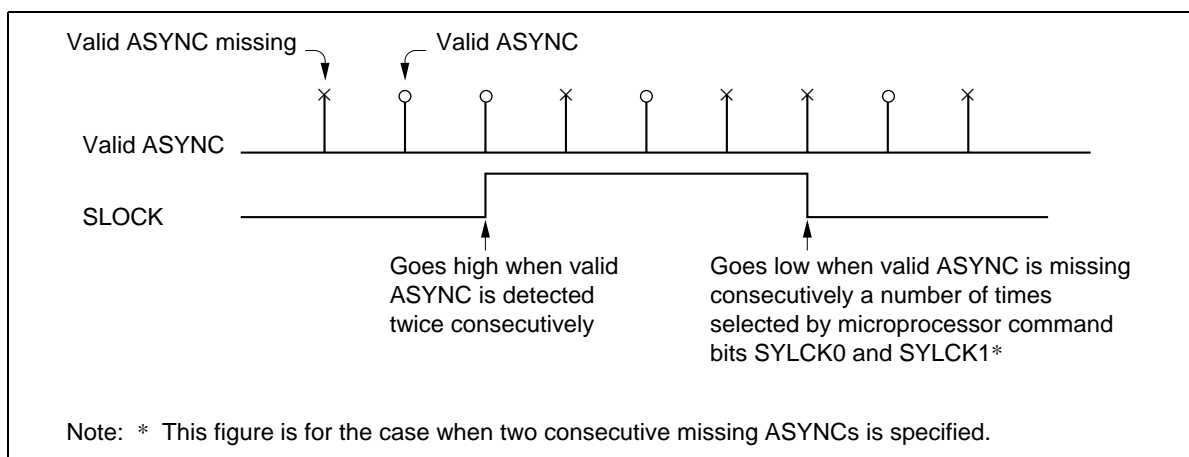 Valid ASYNC missing
Valid ASYNC
Valid ASYNC
SLOCK
Goes high when valid
ASYNC is detected
twice consecutively
Goes low when valid ASYNC is missing
consecutively a number of times
selected by microprocessor command
bits SYLCK0 and SYLCK1*
Note: * This figure is for the case when two consecutive missing ASYNCs is specified.